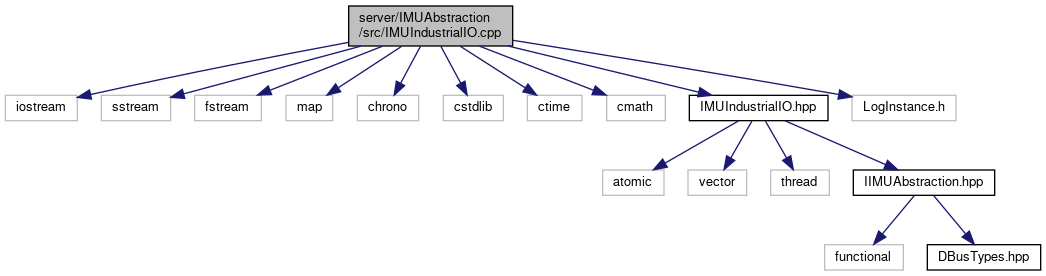 server/IMUAbstraction
/src/IMUIndustrialIO.cpp
iostream
sstream
fstream
map
chrono
cstdlib
ctime
cmath
IMUIndustrialIO.hpp
LogInstance.h
atomic
vector
thread
IIMUAbstraction.hpp
functional
DBusTypes.hpp